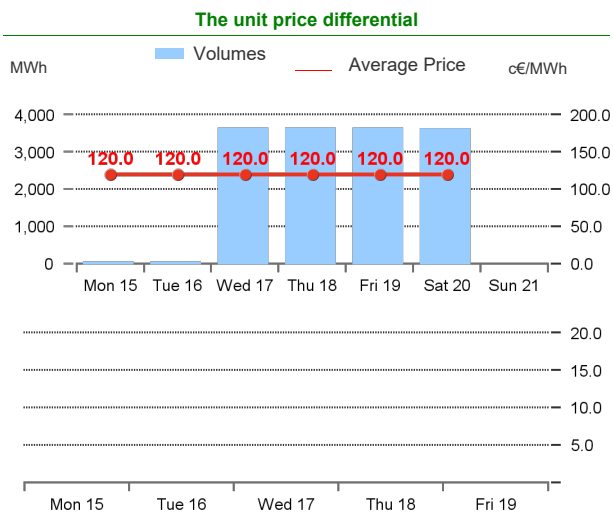 The unit price differential
MWh Volumes Average Price c€/MWh
4,000 200.0
3,000 120.0 120.0 120.0 120.0 120.0 120.0 150.0
2,000 100.0
1,000 50.0
0 0.0
Mon 15 Tue 16 Wed 17 Thu 18 Fri 19 Sat 20 Sun 21
20.0
15.0
10.0
5.0
Mon 15 Tue 16 Wed 17 Thu 18 Fri 19